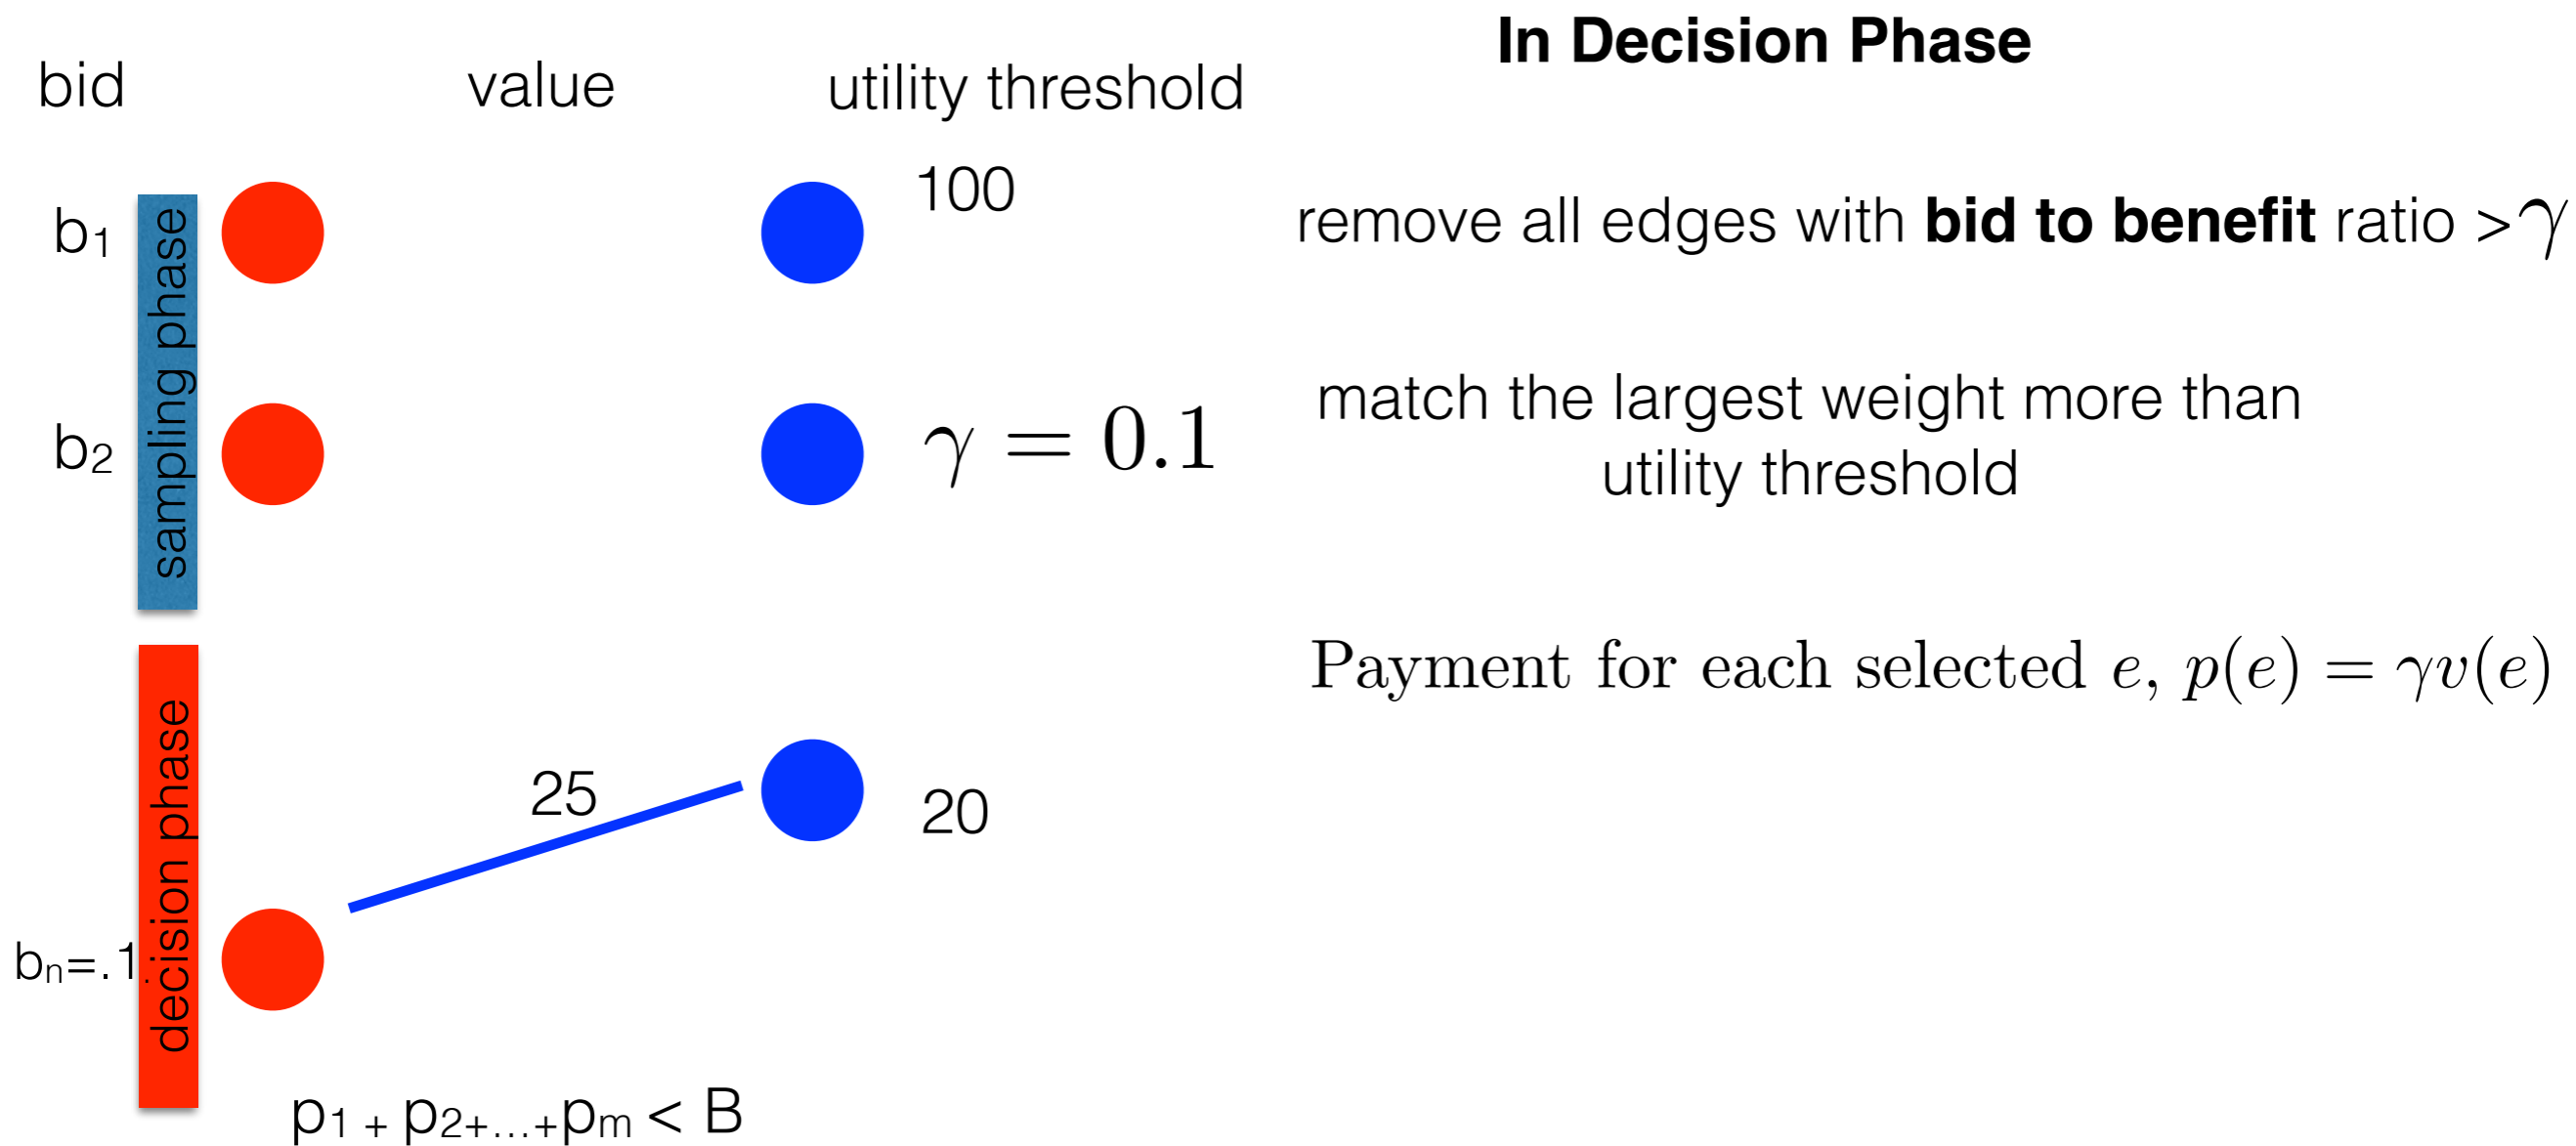 In Decision Phase
bid value utility threshold
100
b1
sampling phase
remove all edges with bid to benefit ratio >γ
b2
γ = 0.1
match the largest weight more than
utility threshold
Payment for each selected e, p(e) = γv(e)
decision phase
25
20
bn=.1
p1 + p2+...+pm < B